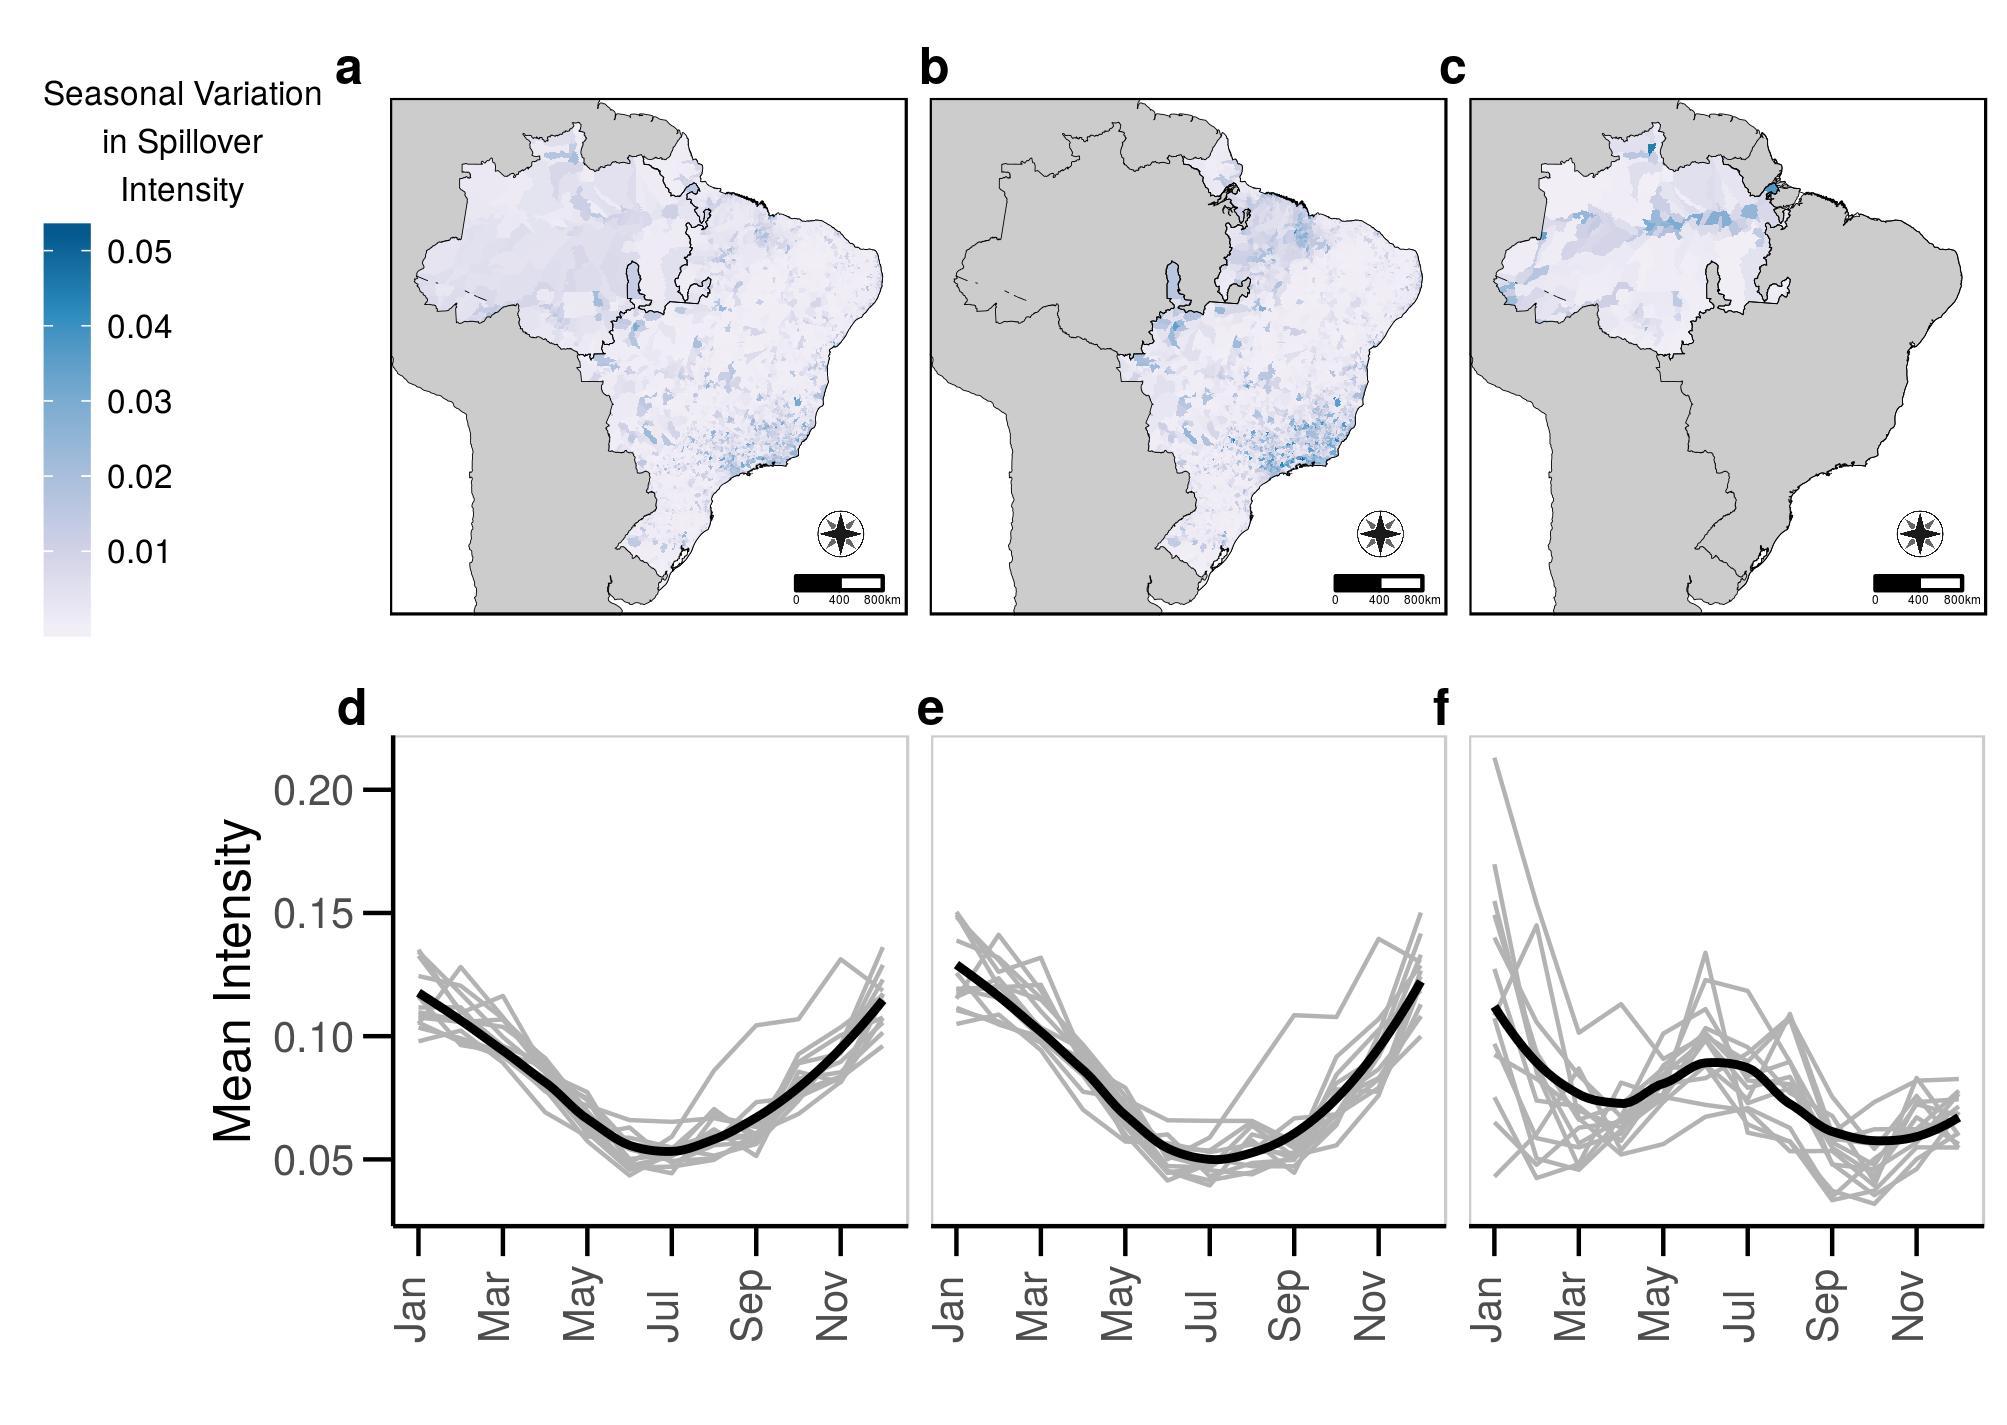 Seasonal Variation
in Spillover
Intensity
0.05
0.04
0.03
0.02
0.01
a
b
c
0 400 800km
0 400 800km
0 400 800km
d
e
f
Mean Intensity
0.20
0.15
0.10
0.05
Jan Mar May Jul Sep Nov
Jan Mar May Jul Sep Nov
Jan Mar May Jul Sep Nov